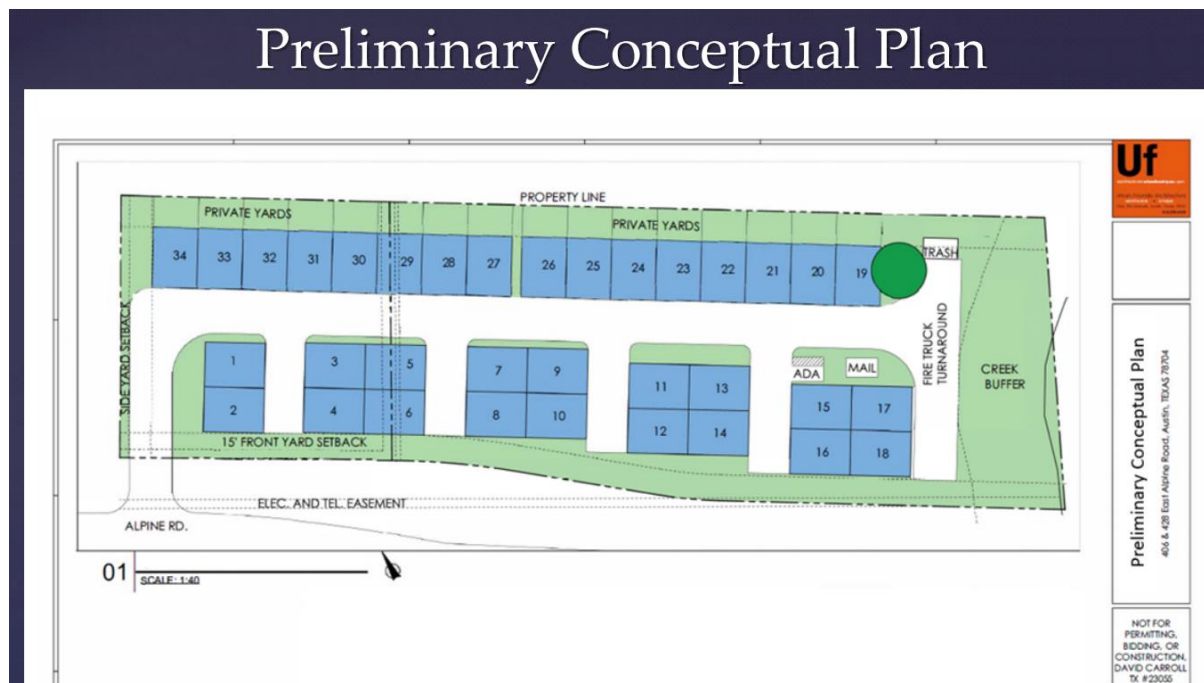 Preliminary Conceptual Plan
Uf
PROPERTY LINE
PRIVATE YARDS
PRIVATE YARDS
34 33 32 31 30 29 28 27 26 25 24 23 22 21 20 19
TRASH
SIDE YARD SETBACK
FIRE TRUCK
TURNAROUND
CREEK
BUFFER
1 3 5 7 9 11 13
ADA
MAIL
15 17
2 4 6 8 10 12 14 16 18
15' FRONT YARD SETBACK
ELEC. AND TEL. EASEMENT
ALPINE RD.
01
SCALE: 1:40
Preliminary Conceptual Plan
406 & 428 East Alpine Road, Austin, TEXAS 78704
NOT FOR
PERMITTING,
BIDDING, OR
CONSTRUCTION,
DAVID CARROLL
TX #23055